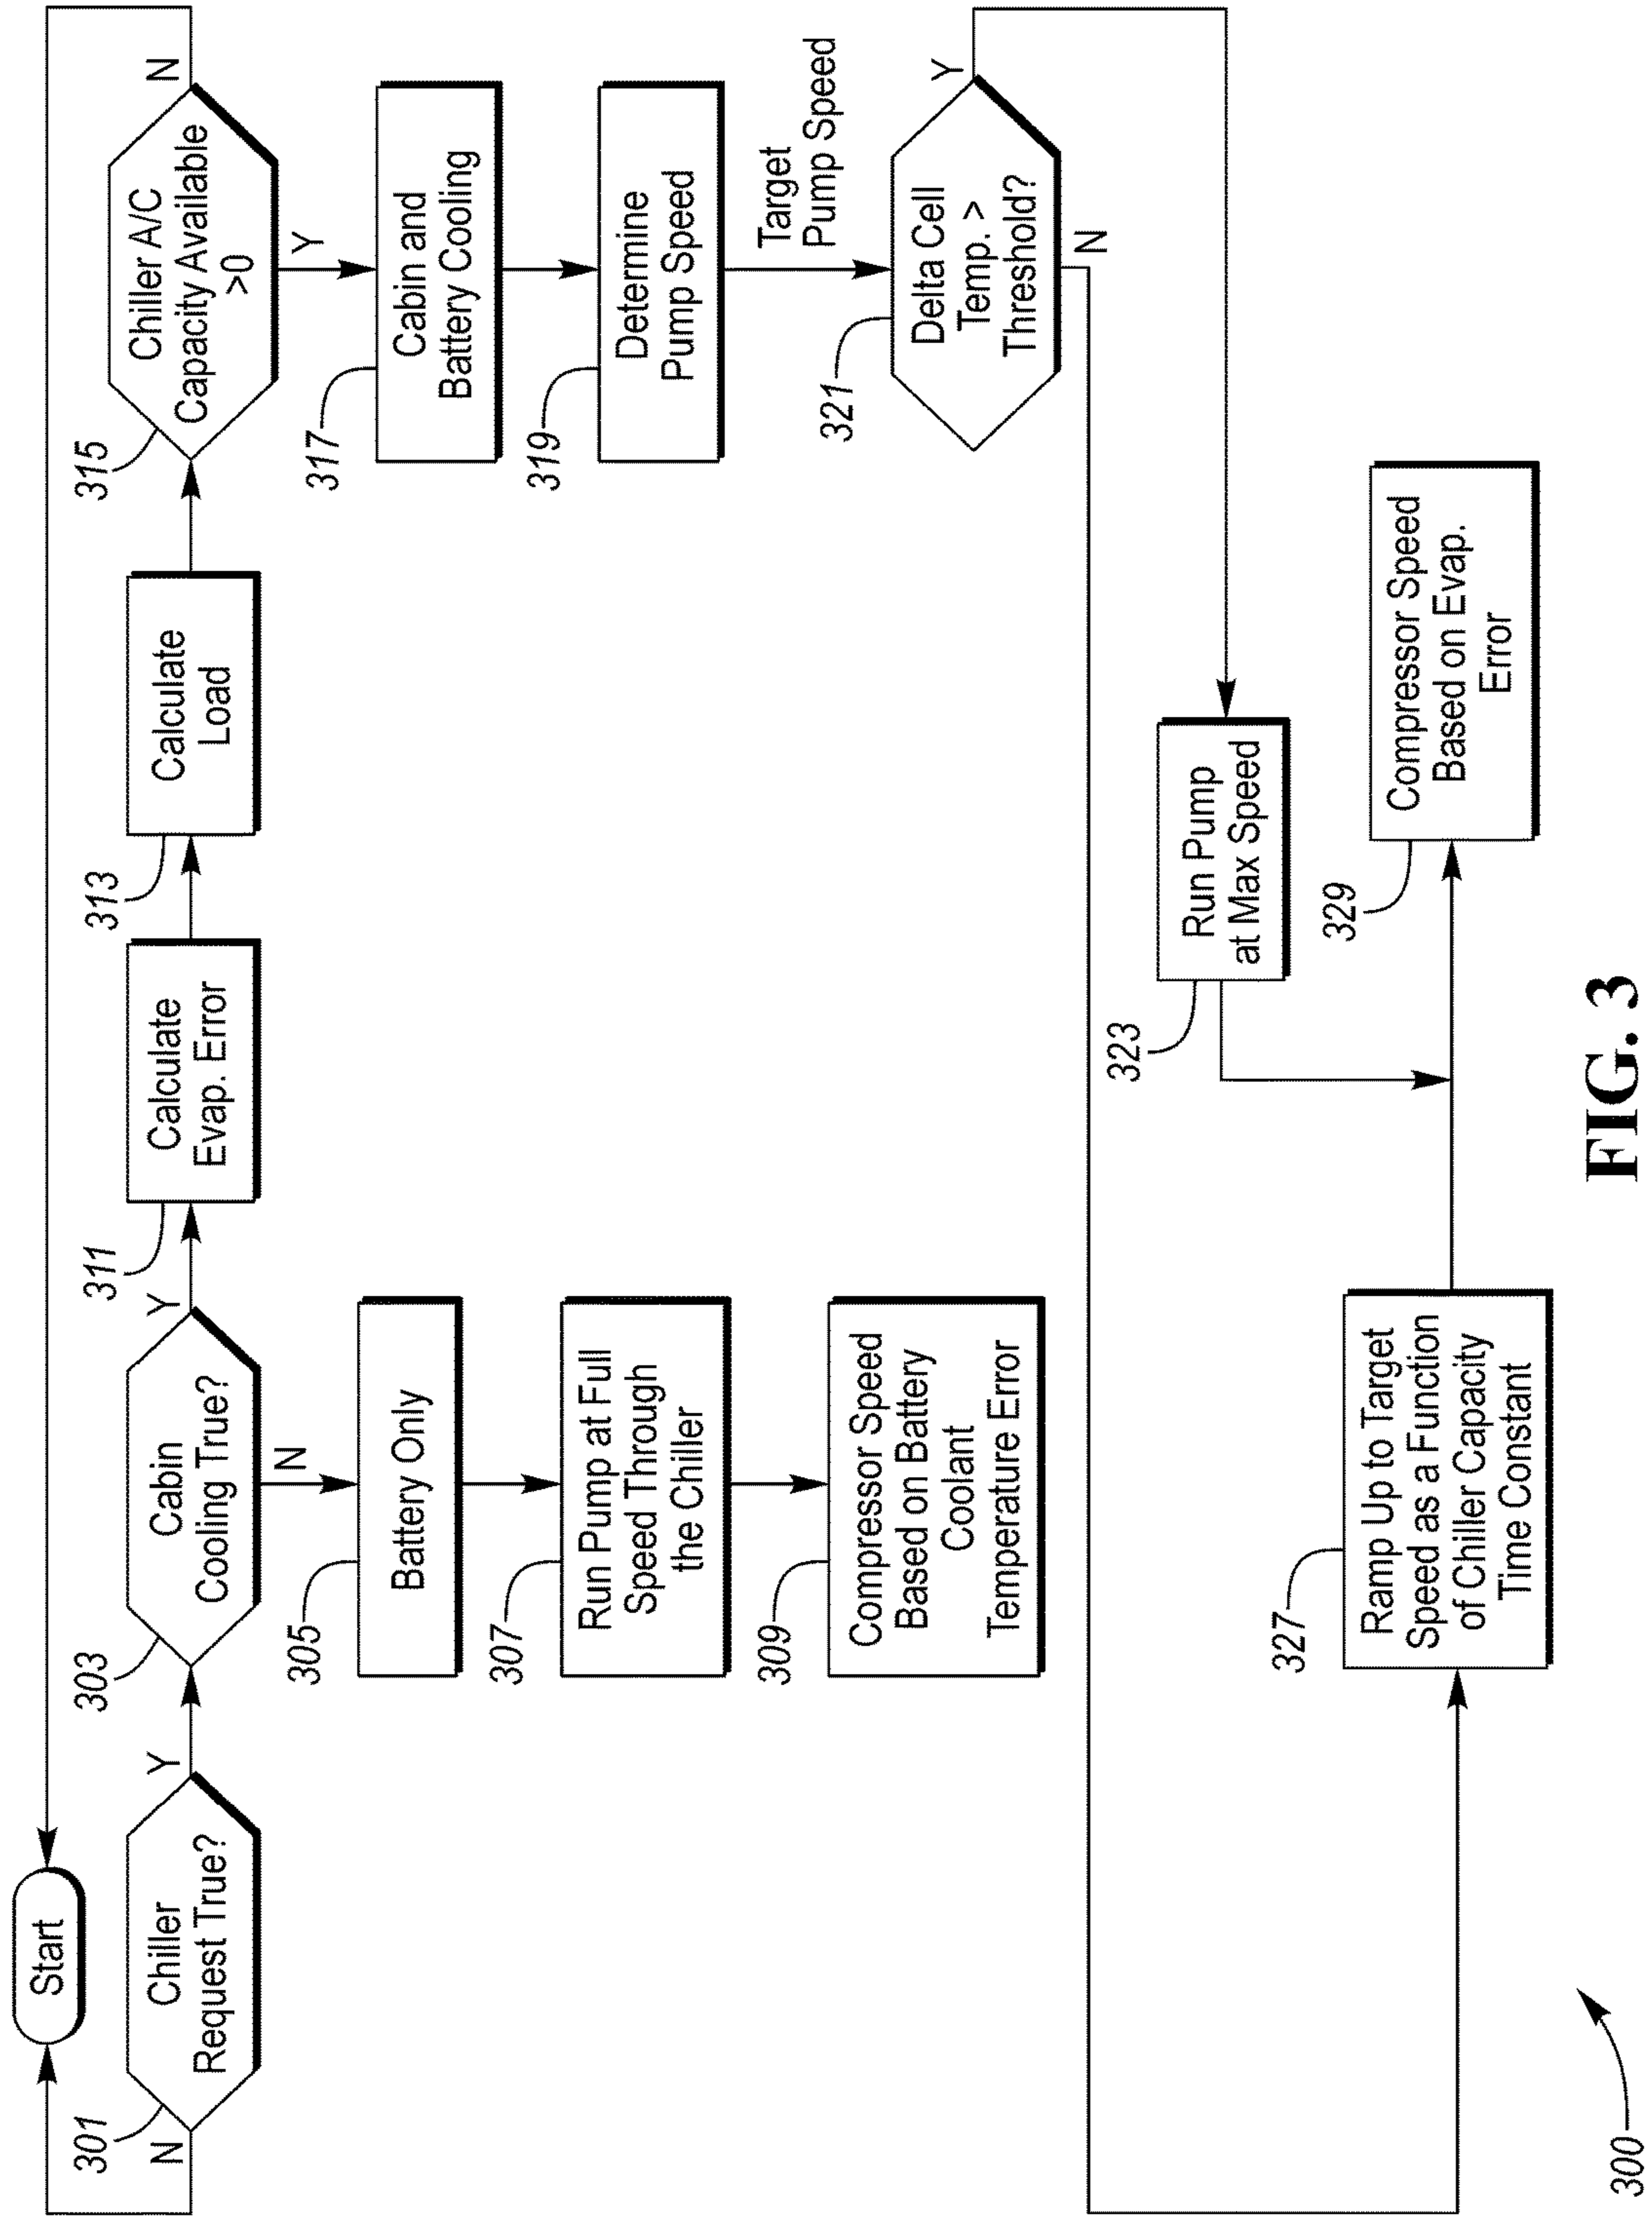 Start
301
N
Chiller
Request True?
Y
303
Cabin
Cooling True?
Y
N
305
Battery Only
307
Run Pump at Full
Speed Through
the Chiller
309
Compressor Speed
Based on Battery
Coolant
Temperature Error
311
Calculate
Evap. Error
313
Calculate
Load
315
Chiller A/C
Capacity Available
>0
N
Y
317
Cabin and
Battery Cooling
319
Determine
Pump Speed
Target
Pump Speed
321
Delta Cell
Temp. >
Threshold?
Y
N
323
Run Pump
at Max Speed
327
Ramp Up to Target
Speed as a Function
of Chiller Capacity
Time Constant
329
Compressor Speed
Based on Evap.
Error
300
FIG. 3